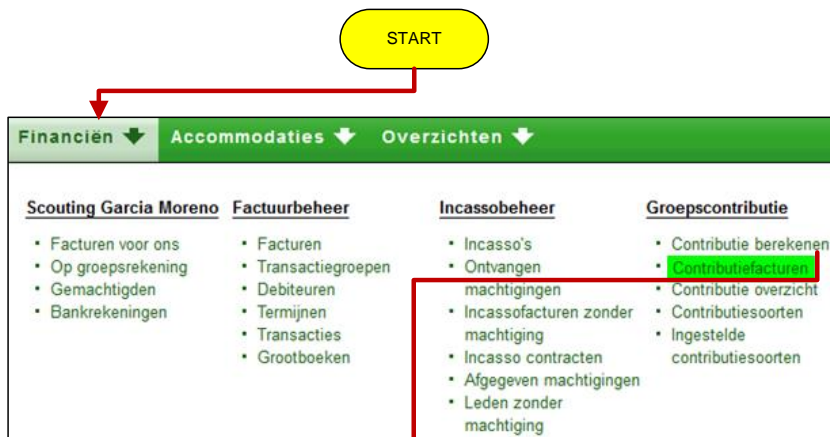 START
Financiën Accommodaties Overzichten
Scouting Garcia Moreno
Facturen voor ons
Op groepsrekening
Gemachtigden
Bankrekeningen
Factuurbeheer
Facturen
Transactiegroepen
Debiteuren
Termijnen
Transacties
Grootboeken
Incassobeheer
Incasso's
Ontvangen
machtigingen
Incassofacturen zonder
machtiging
Incasso contracten
Afgegeven machtigingen
Leden zonder
machtiging
Groepscontributie
Contributie berekenen
Contributiefacturen
Contributie overzicht
Contributiesoorten
Ingestelde
contributiesoorten